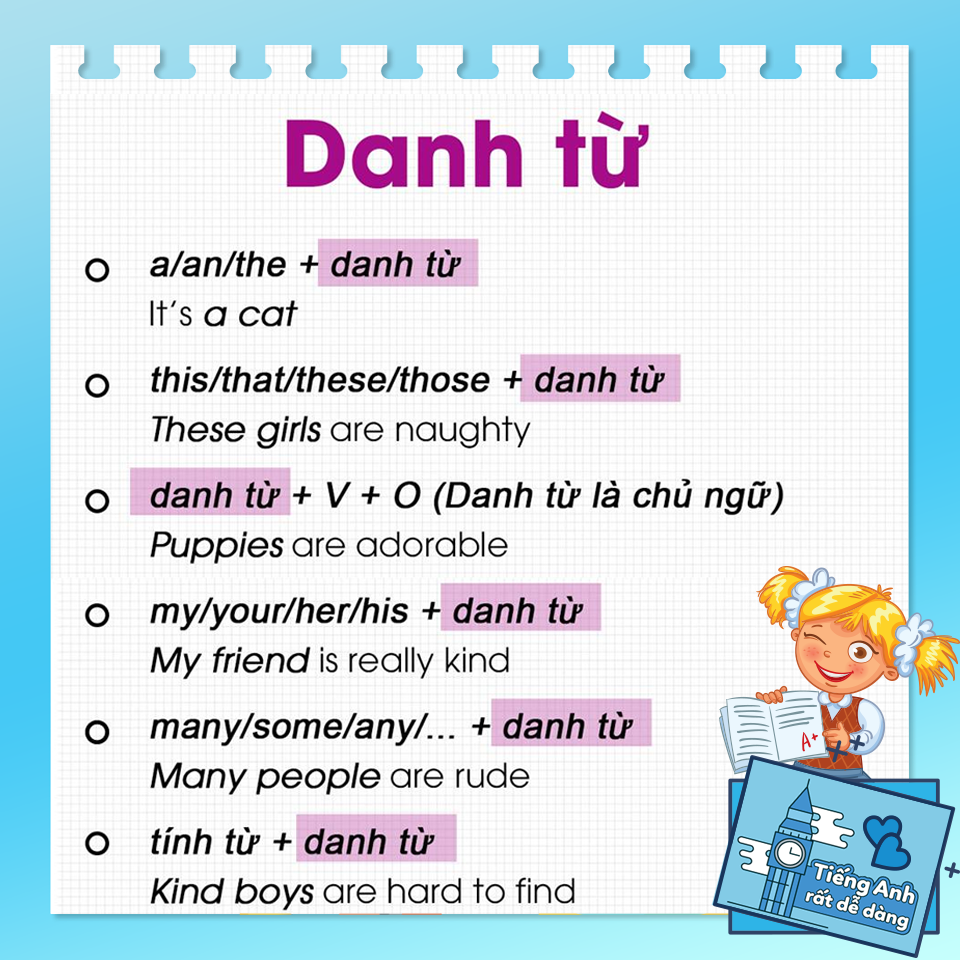 Danh từ
a/an/the + danh từ
It's a cat
this/that/these/those + danh từ
These girls are naughty
danh từ + V + O (Danh từ là chủ ngữ)
Puppies are adorable
my/your/her/his + danh từ
My friend is really kind
many/some/any/... + danh từ
Many people are rude
tính từ + danh từ
Kind boys are hard to find
A+
Tiếng Anh
rất dễ dàng